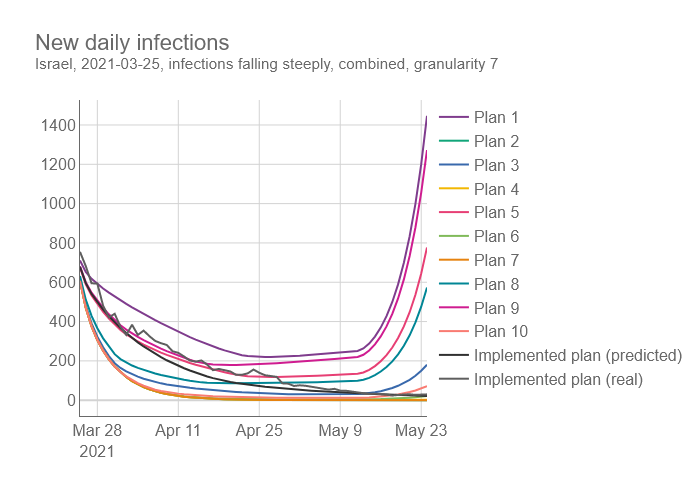 New daily infections
Israel, 2021-03-25, infections falling steeply, combined, granularity 7
1400
1200
1000
800
600
400
200
0
Mar 28
2021
Apr 11
Apr 25
May 9
May 23
Plan 1
Plan 2
Plan 3
Plan 4
Plan 5
Plan 6
Plan 7
Plan 8
Plan 9
Plan 10
Implemented plan (predicted)
Implemented plan (real)